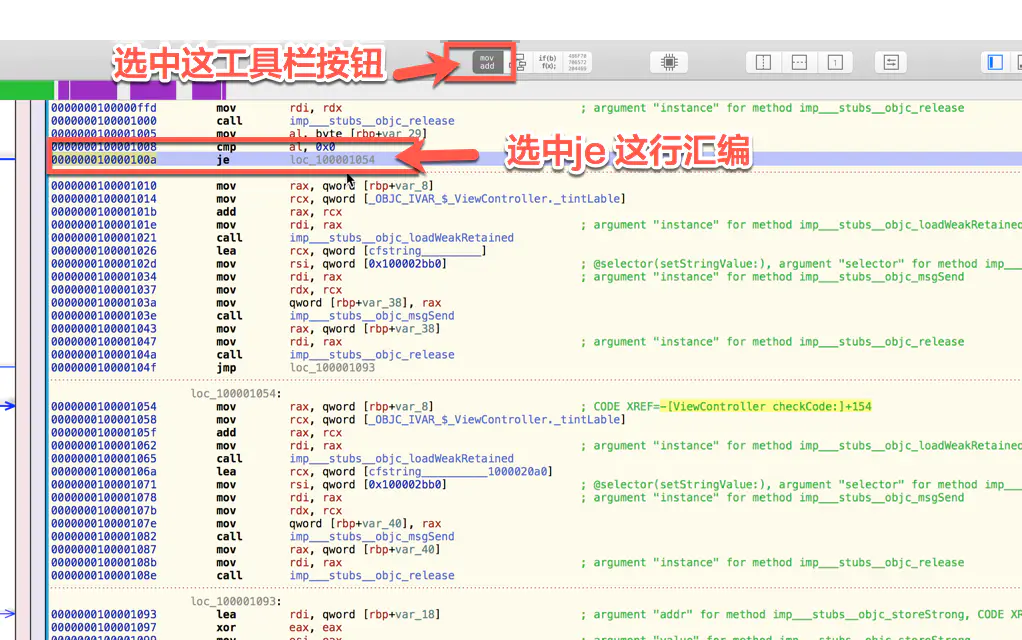 选中这工具栏按钮
mov
add
if(b)
f(x);
0000000100000ffd mov rdi, rdx ; argument "instance" for method imp___stubs__objc_release
0000000100001000 call imp___stubs__objc_release
0000000100001005 mov al, byte [rbp+var_29]
0000000100001008 cmp al, 0x0
000000010000100a je loc_100001054
选中je 这行汇编
0000000100001010 mov rax, qword [rbp+var_8]
0000000100001014 mov rcx, qword [_OBJC_IVAR_$_ViewController._tintLable]
000000010000101b add rax, rcx
000000010000101e mov rdi, rax ; argument "instance" for method imp___stubs__objc_loadWeakRetained
0000000100001021 call imp___stubs__objc_loadWeakRetained
0000000100001026 lea rcx, qword [cfstring__________]
000000010000102d mov rsi, qword [0x100002bb0] ; @selector(setStringValue:), argument "selector" for method imp___
0000000100001034 mov rdi, rax ; argument "instance" for method imp___stubs__objc_msgSend
0000000100001037 mov rdx, rcx
000000010000103a mov qword [rbp+var_38], rax
000000010000103e call imp___stubs__objc_msgSend
0000000100001043 mov rax, qword [rbp+var_38]
0000000100001047 mov rdi, rax ; argument "instance" for method imp___stubs__objc_release
000000010000104a call imp___stubs__objc_release
000000010000104f jmp loc_100001093
loc_100001054:
0000000100001054 mov rax, qword [rbp+var_8] ; CODE XREF=-[ViewController checkCode:]+154
0000000100001058 mov rcx, qword [_OBJC_IVAR_$_ViewController._tintLable]
000000010000105f add rax, rcx
0000000100001062 mov rdi, rax ; argument "instance" for method imp___stubs__objc_loadWeakRetained
0000000100001065 call imp___stubs__objc_loadWeakRetained
000000010000106a lea rcx, qword [cfstring__________1000020a0]
0000000100001071 mov rsi, qword [0x100002bb0] ; @selector(setStringValue:), argument "selector" for method imp___
0000000100001078 mov rdi, rax ; argument "instance" for method imp___stubs__objc_msgSend
000000010000107b mov rdx, rcx
000000010000107e mov qword [rbp+var_40], rax
0000000100001082 call imp___stubs__objc_msgSend
0000000100001087 mov rax, qword [rbp+var_40]
000000010000108b mov rdi, rax ; argument "instance" for method imp___stubs__objc_release
000000010000108e call imp___stubs__objc_release
loc_100001093:
0000000100001093 lea rdi, qword [rbp+var_18] ; argument "addr" for method imp___stubs__objc_storeStrong, CODE XR
0000000100001097 xor eax, eax